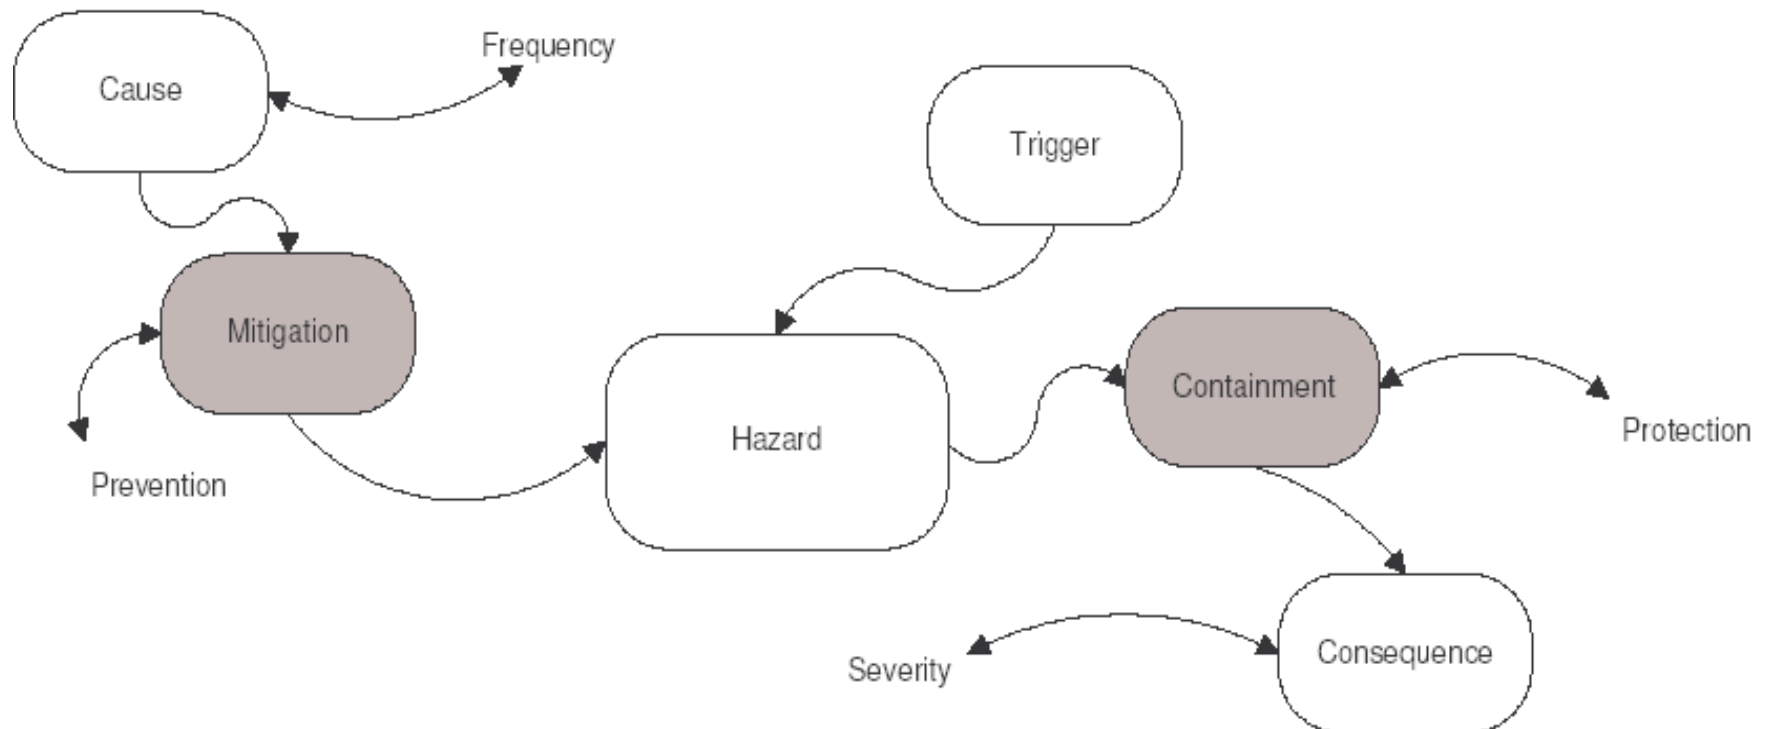 Frequency
Cause
Trigger
Mitigation
Containment
Protection
Hazard
Prevention
Consequence
Severity